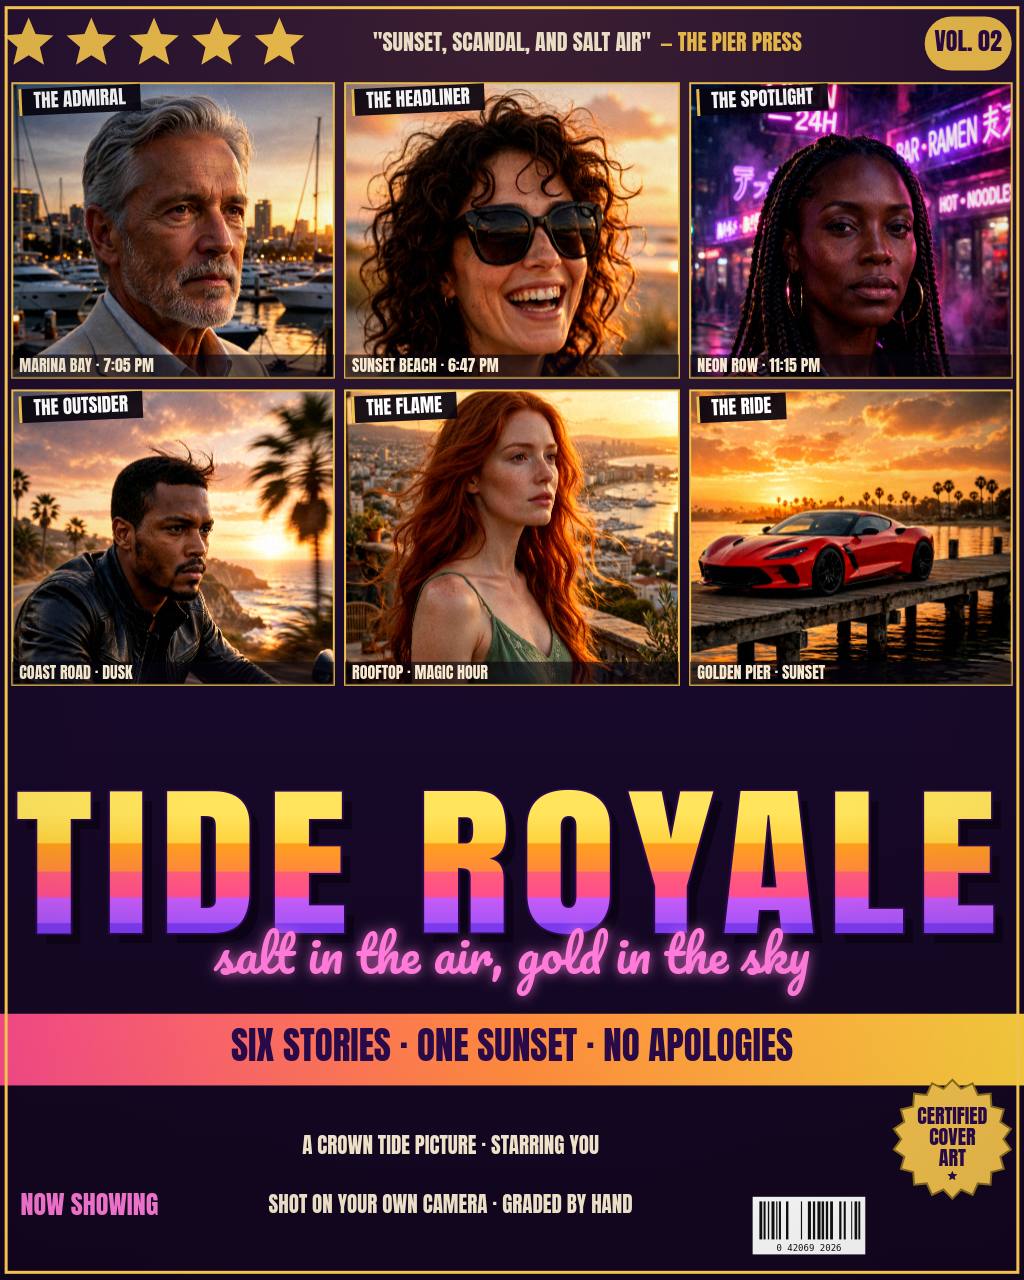 "SUNSET, SCANDAL, AND SALT AIR" – THE PIER PRESS
VOL. 02
THE ADMIRAL
MARINA BAY · 7:05 PM
THE HEADLINER
SUNSET BEACH · 6:47 PM
THE SPOTLIGHT
24H
BAR·RAMEN
HOT·NOODLES
NEON ROW · 11:15 PM
THE OUTSIDER
COAST ROAD · DUSK
THE FLAME
ROOFTOP · MAGIC HOUR
THE RIDE
GOLDEN PIER · SUNSET
TIDE ROYALE
salt in the air, gold in the sky
SIX STORIES · ONE SUNSET · NO APOLOGIES
CERTIFIED
COVER
ART
A CROWN TIDE PICTURE · STARRING YOU
NOW SHOWING
SHOT ON YOUR OWN CAMERA · GRADED BY HAND
0 42069 2026